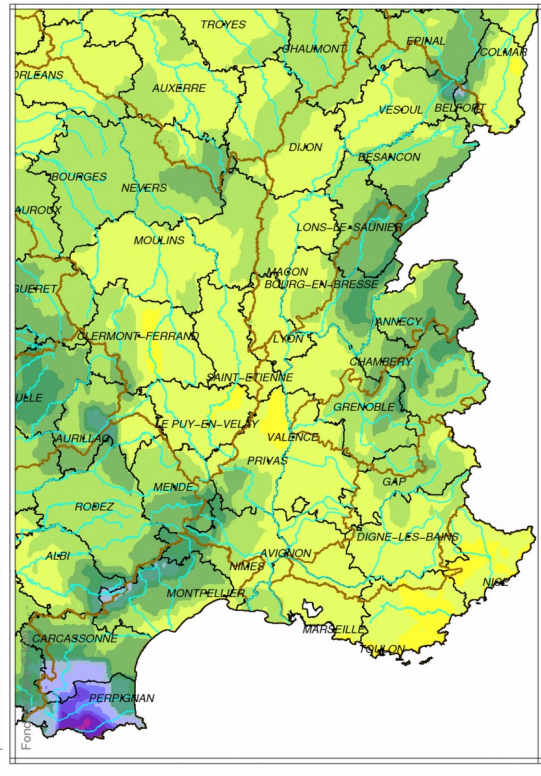 TROYES
EPINAL
CHAUMONT
COLMAR
ORLEANS
AUXERRE
VESOUL
BELFORT
DIJON
BESANCON
BOURGES
NEVERS
AUROUX
LONS-LE-SAUNIER
MOULINS
MACON
BOURG-EN-BRESSE
GUERET
ANNECY
CLERMONT-FERRAND
LYON
CHAMBERY
SAINT-ETIENNE
ULLE
GRENOBLE
LE PUY-EN-VELAY
AURILLAC
VALENCE
PRIVAS
GAP
MENDE
RODEZ
DIGNE-LES-BAINS
ALBI
AVIGNON
NIMES
NICE
MONTPELLIER
MARSEILLE
CARCASSONNE
TOULON
PERPIGNAN
Fond